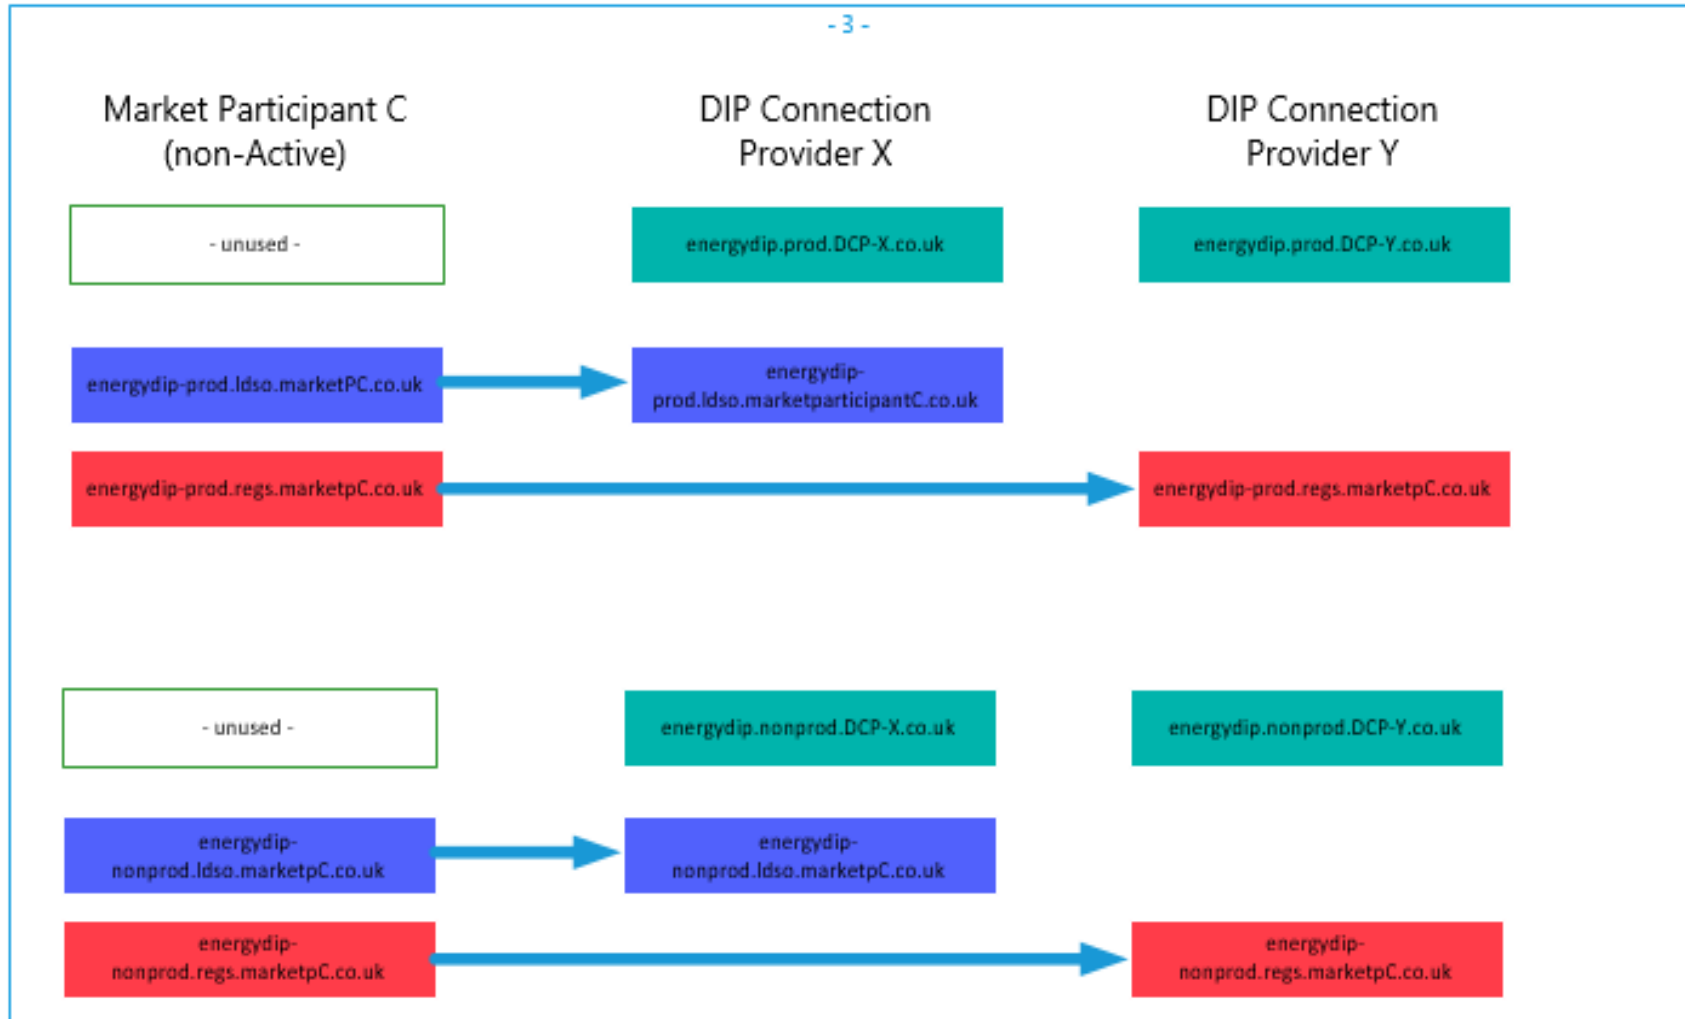 - 3 -
Market Participant C
(non-Active)
DIP Connection
Provider X
DIP Connection
Provider Y
- unused -
energydip.prod.DCP-X.co.uk
energydip.prod.DCP-Y.co.uk
energydip-prod.ldso.marketPC.co.uk
energydip-
prod.ldso.marketparticipantC.co.uk
energydip-prod.regs.marketpC.co.uk
energydip-prod.regs.marketpC.co.uk
- unused -
energydip.nonprod.DCP-X.co.uk
energydip.nonprod.DCP-Y.co.uk
energydip-
nonprod.ldso.marketpC.co.uk
energydip-
nonprod.ldso.marketpC.co.uk
energydip-
nonprod.regs.marketpC.co.uk
energydip-
nonprod.regs.marketpC.co.uk